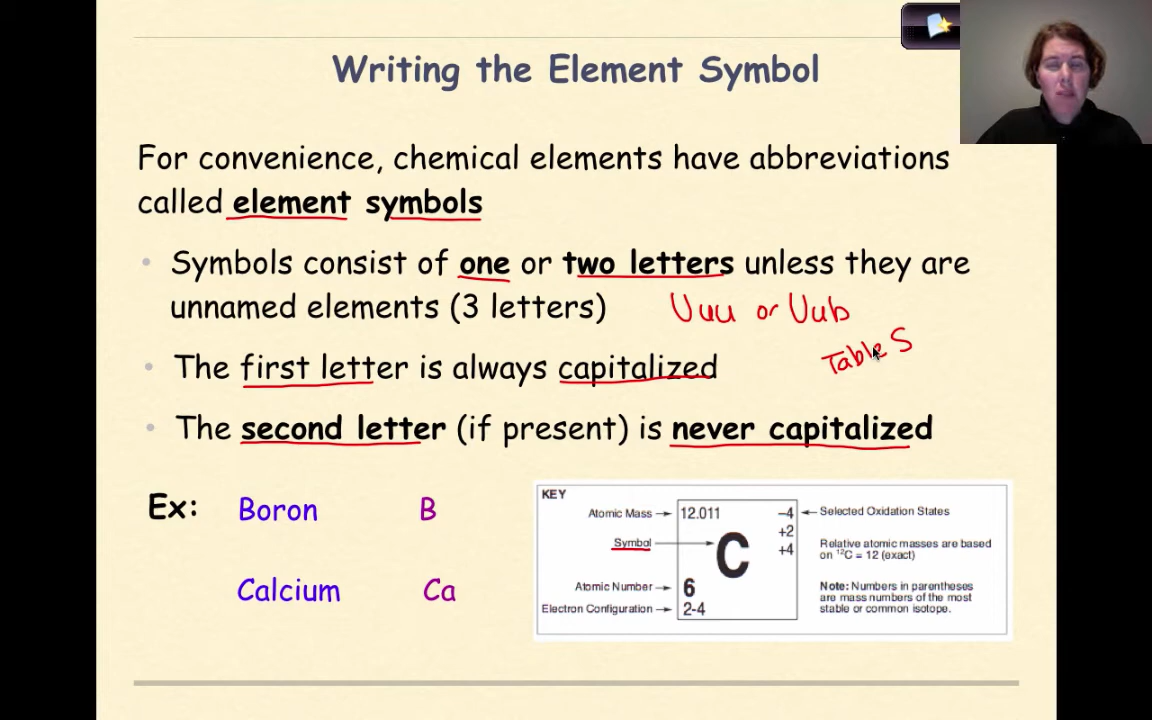 Writing the Element Symbol
For convenience, chemical elements have abbreviations
called element symbols
• Symbols consist of one or two letters unless they are
unnamed elements (3 letters) Uuu or Uub
Table S
• The first letter is always capitalized
• The second letter (if present) is never capitalized
Ex: Boron B
Calcium Ca
KEY
Atomic Mass → 12.011 -4 ← Selected Oxidation States
+2
Symbol → C +4 Relative atomic masses are based
on ¹²C = 12 (exact)
Atomic Number → 6 Note: Numbers in parentheses
are mass numbers of the most
Electron Configuration → 2-4 stable or common isotope.